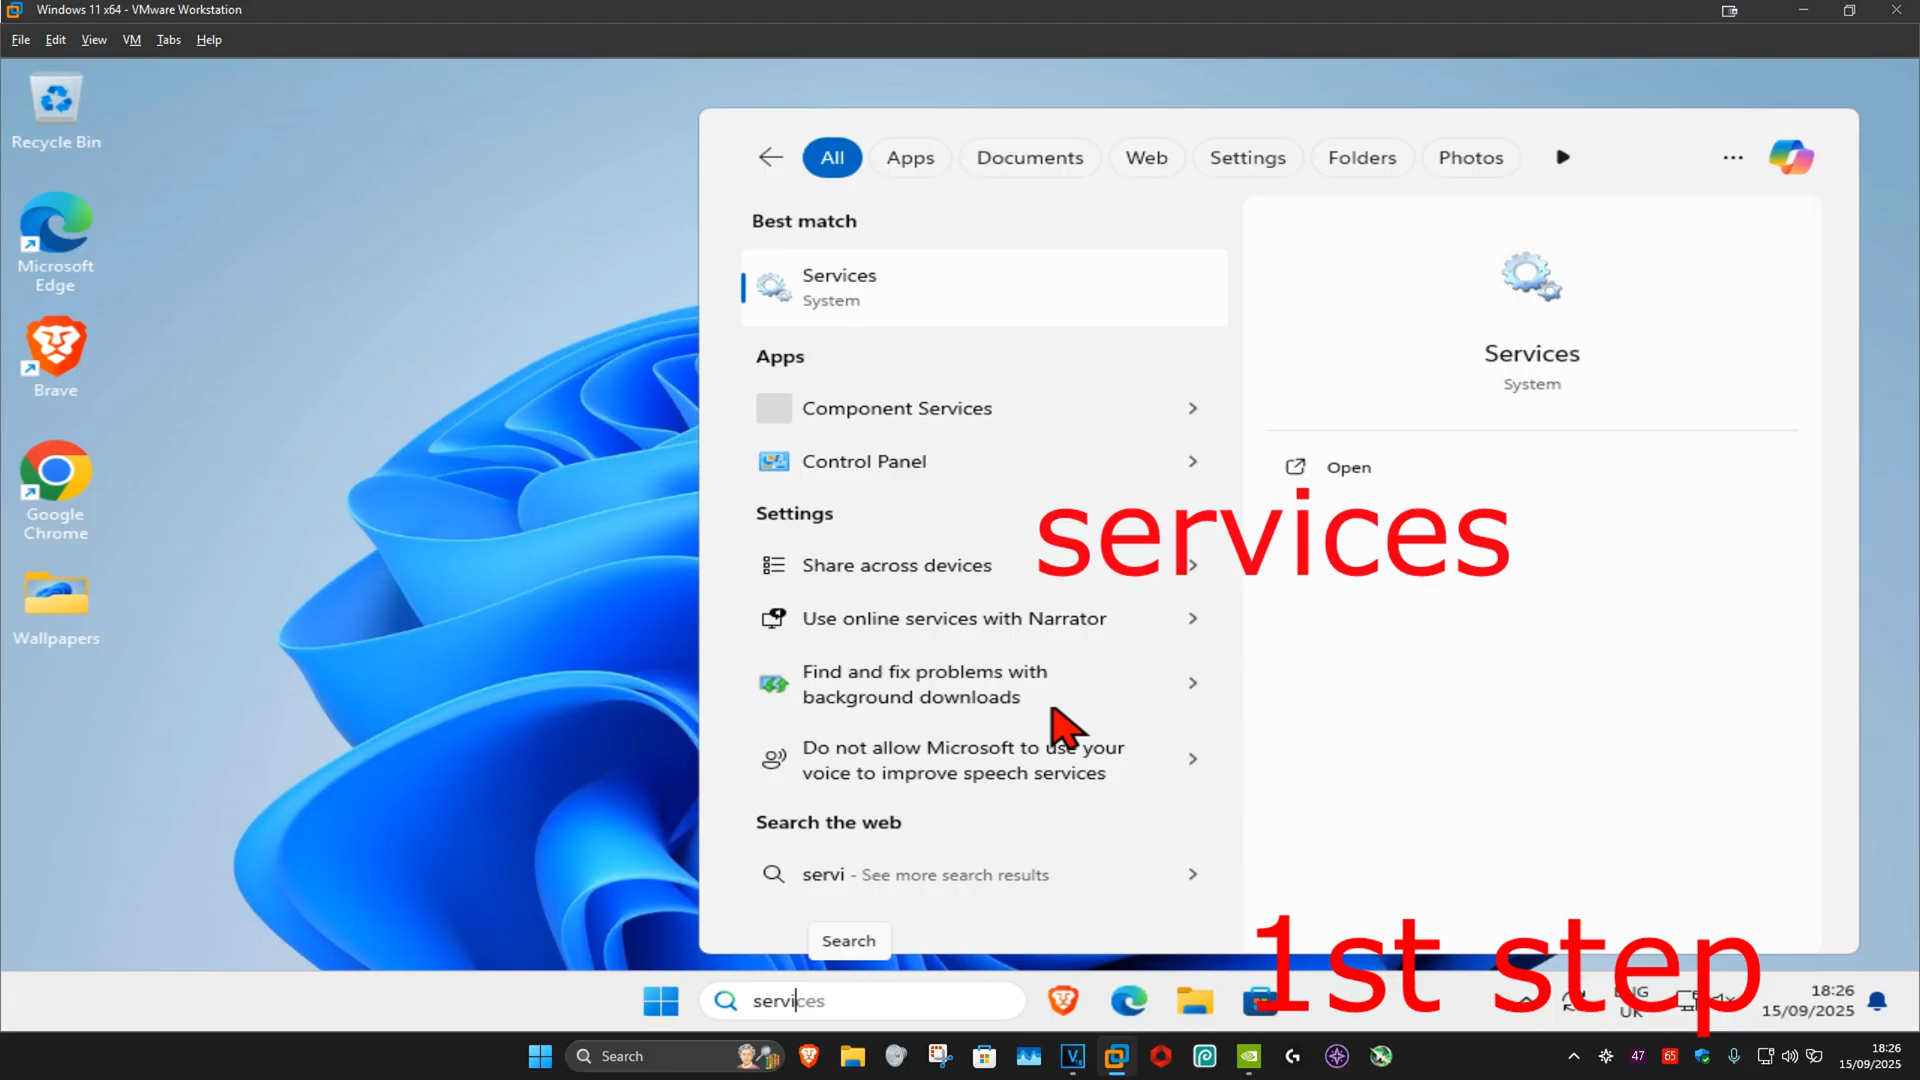 Windows 11 x64 - VMware Workstation
File Edit View VM Tabs Help
Recycle Bin
Microsoft
Edge
Brave
Google
Chrome
Wallpapers
All Apps Documents Web Settings Folders Photos
Best match
Services
System
Apps
Component Services
Control Panel
Settings
Share across devices
Use online services with Narrator
Find and fix problems with
background downloads
Do not allow Microsoft to use your
voice to improve speech services
Search the web
servi - See more search results
Search
Services
System
Open
services
1st step
services
ENG
UK
18:26
15/09/2025
Search
47
65
18:26
15/09/2025